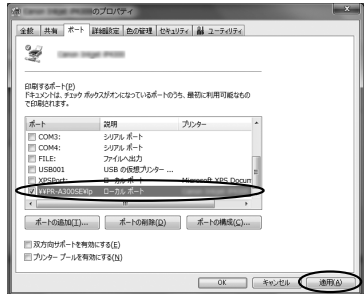 のプロパティ
全般 共有 ポート 詳細設定 色の管理 セキュリティ ユーティリティ
印刷するポート(P)
ドキュメントは、チェック ボックスがオンになっているポートのうち、最初に利用可能なもの
で印刷されます。
ポート 説明 プリンター
COM3: シリアル ポート
COM4: シリアル ポート
FILE: ファイルへ出力
USB001 USB の仮想プリンター ...
XPSPort: ローカル ポート Microsoft XPS Docum
¥¥PR-A300SE¥lp ローカル ポート
ポートの追加(T)... ポートの削除(D) ポートの構成(C)...
双方向サポートを有効にする(E)
プリンター プールを有効にする(N)
OK キャンセル 適用(A)